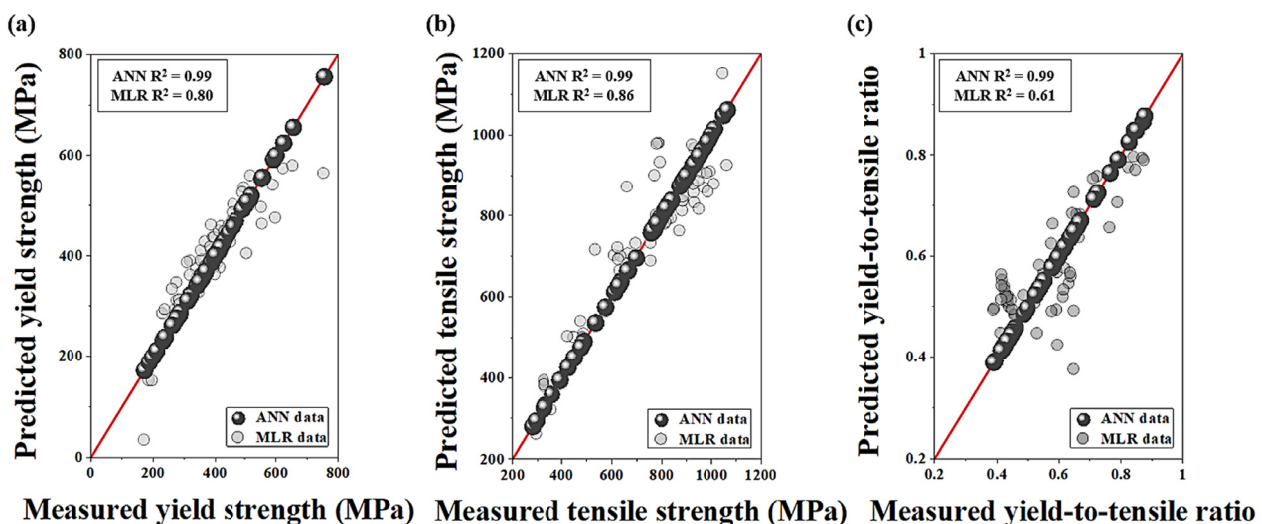 (a)
800
600
400
200
0
0
200
400
600
800
Predicted yield strength (MPa)
Measured yield strength (MPa)
ANN R² = 0.99
MLR R² = 0.80
ANN data
MLR data
(b)
1200
1000
800
600
400
200
200
400
600
800
1000
1200
Predicted tensile strength (MPa)
Measured tensile strength (MPa)
ANN R² = 0.99
MLR R² = 0.86
ANN data
MLR data
(c)
1
0.8
0.6
0.4
0.2
0.2
0.4
0.6
0.8
1
Predicted yield-to-tensile ratio
Measured yield-to-tensile ratio
ANN R² = 0.99
MLR R² = 0.61
ANN data
MLR data